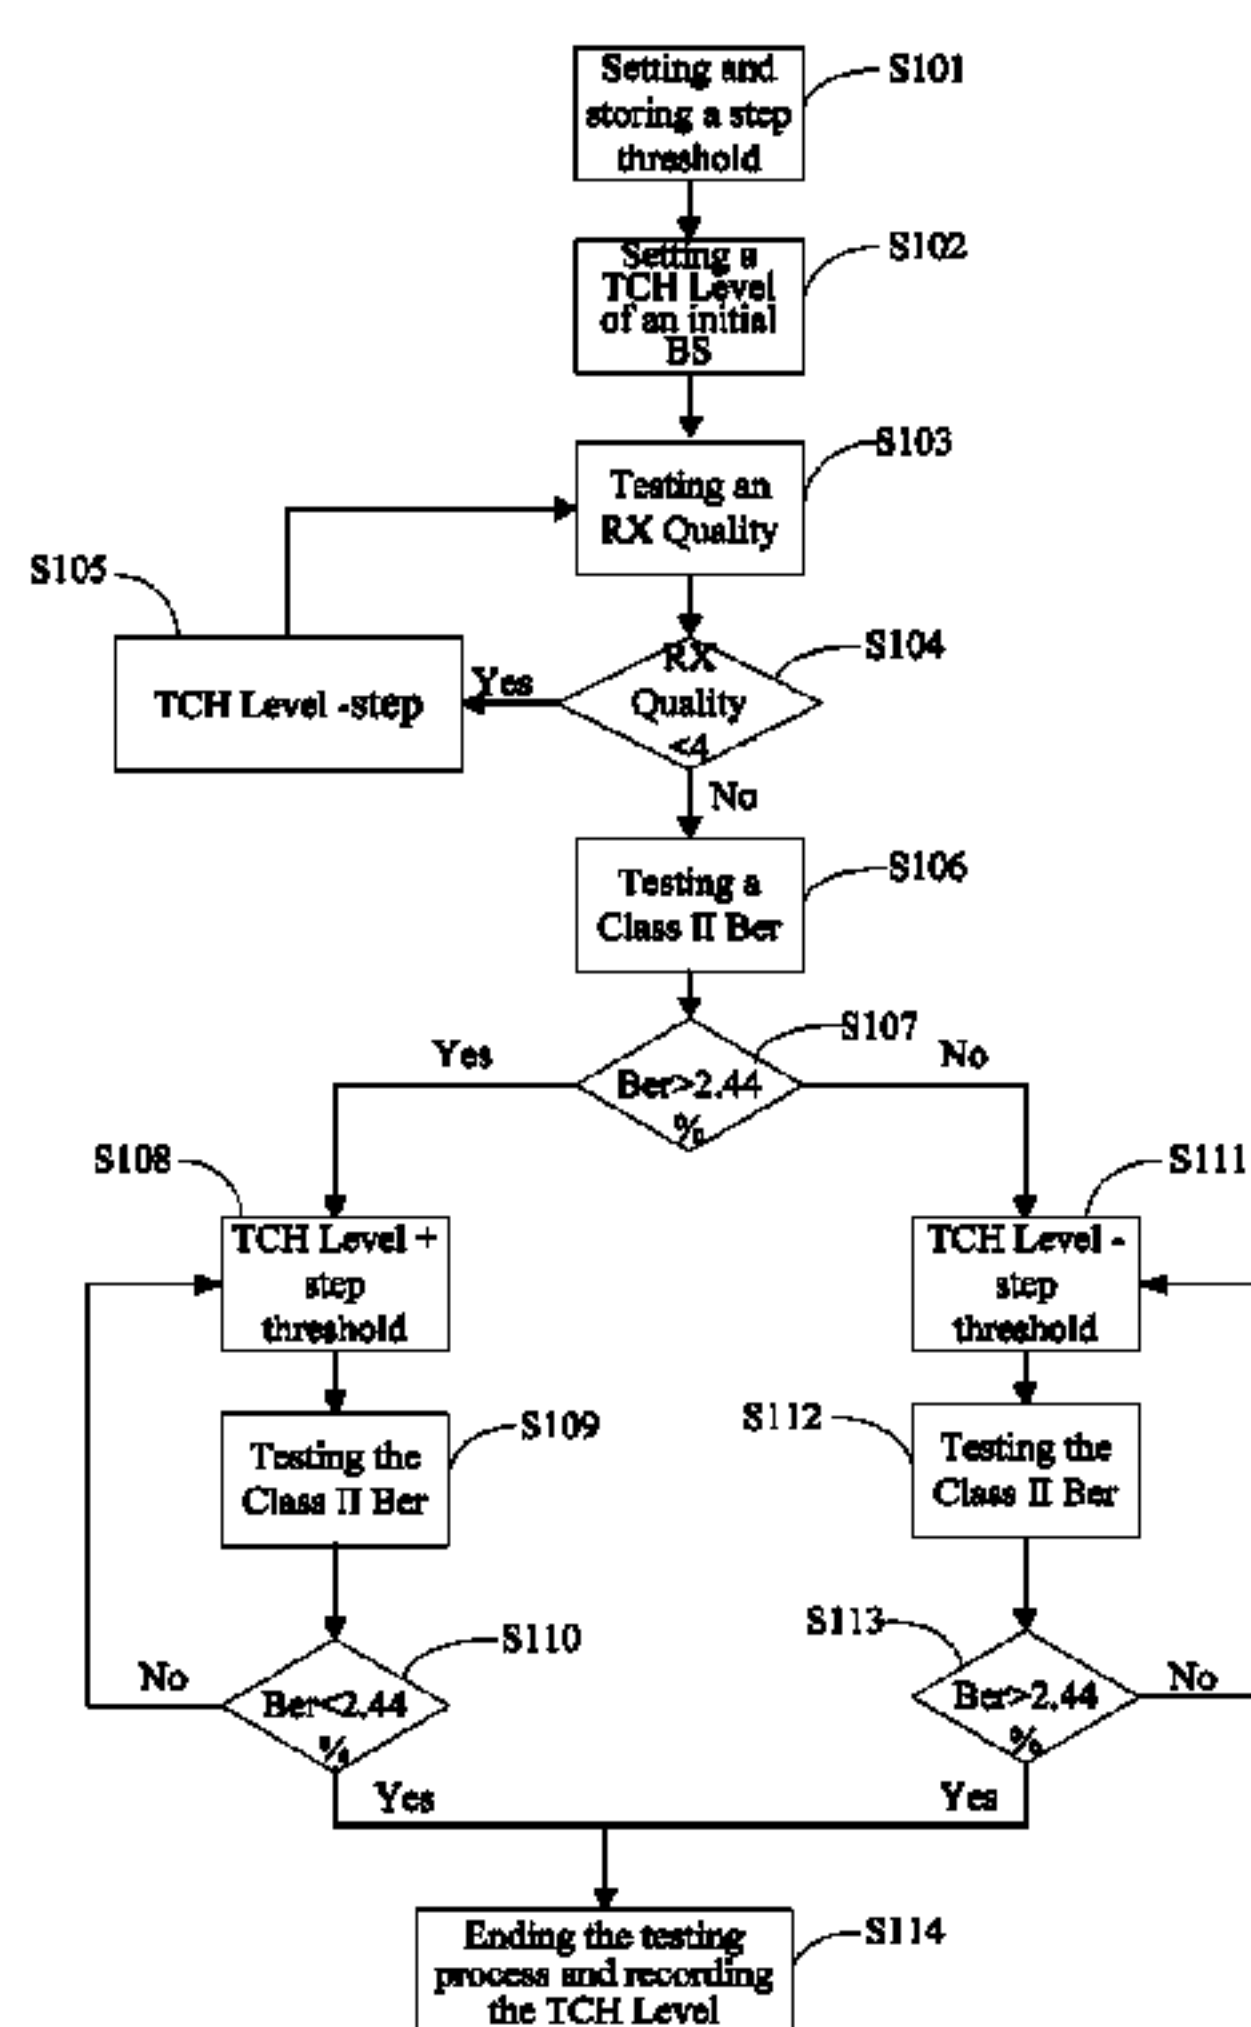 Setting and
storing a step
threshold
S101
Setting a
TCH Level
of an initial
BS
S102
Testing an
RX Quality
S103
S105
TCH Level -step
Yes
RX
Quality
<4
S104
No
Testing a
Class II Ber
S106
Yes
Ber>2.44
%
S107
No
S108
TCH Level +
step
threshold
S111
TCH Level -
step
threshold
Testing the
Class II Ber
S109
S112
Testing the
Class II Ber
No
Ber<2.44
%
S110
Yes
S113
Ber>2.44
%
No
Yes
Ending the testing
process and recording
the TCH Level
S114